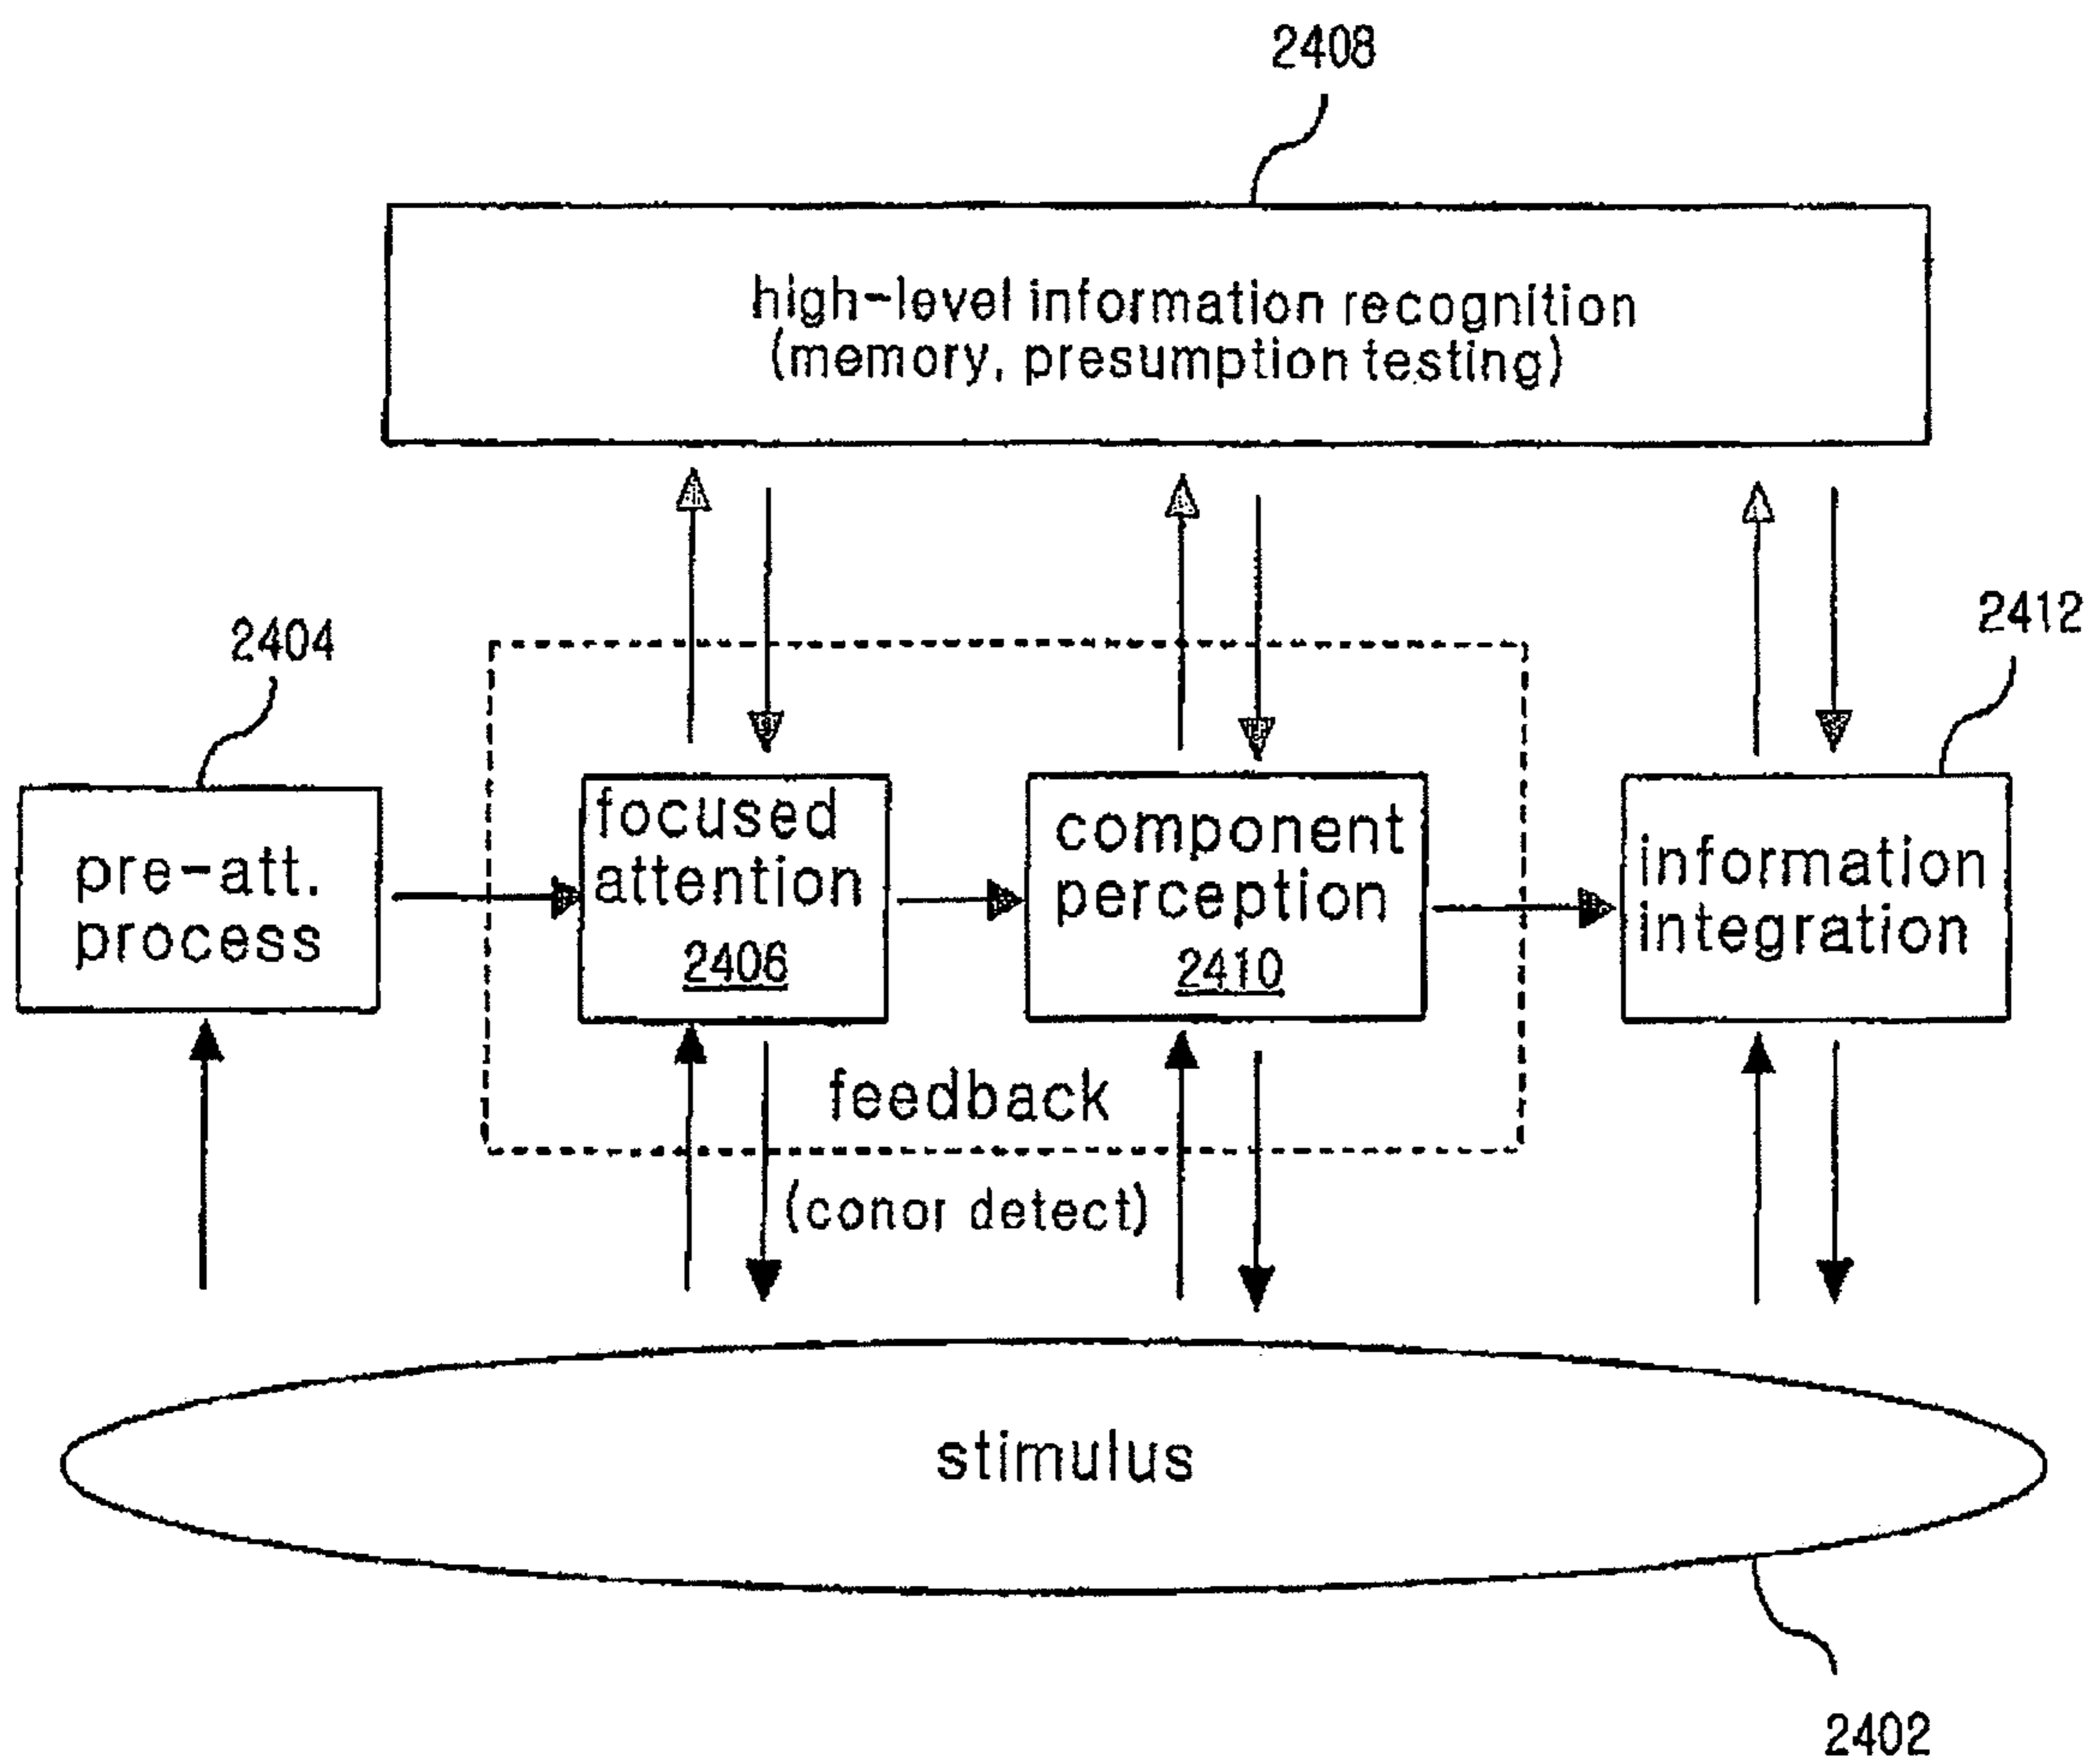 2408
high-level information recognition
(memory, presumption testing)
2404
2412
pre-att.
process
focused
attention
2406
component
perception
2410
information
integration
feedback
(conor detect)
stimulus
2402